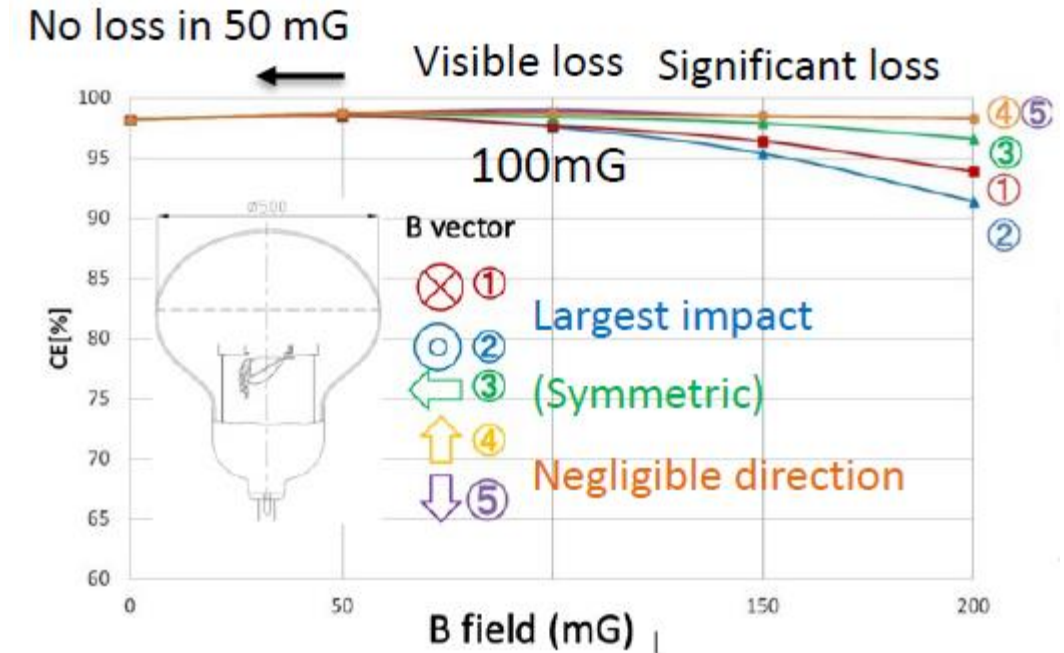 No loss in 50 mG
Visible loss
Significant loss
100
④⑤
③
95
100mG
①
②
Ø500
90
B vector
85
⊗ ①
Largest impact
CE[%]
80
②
③ (Symmetric)
75
70
④
Negligible direction
65
⑤
60
0
50
150
200
B field (mG)